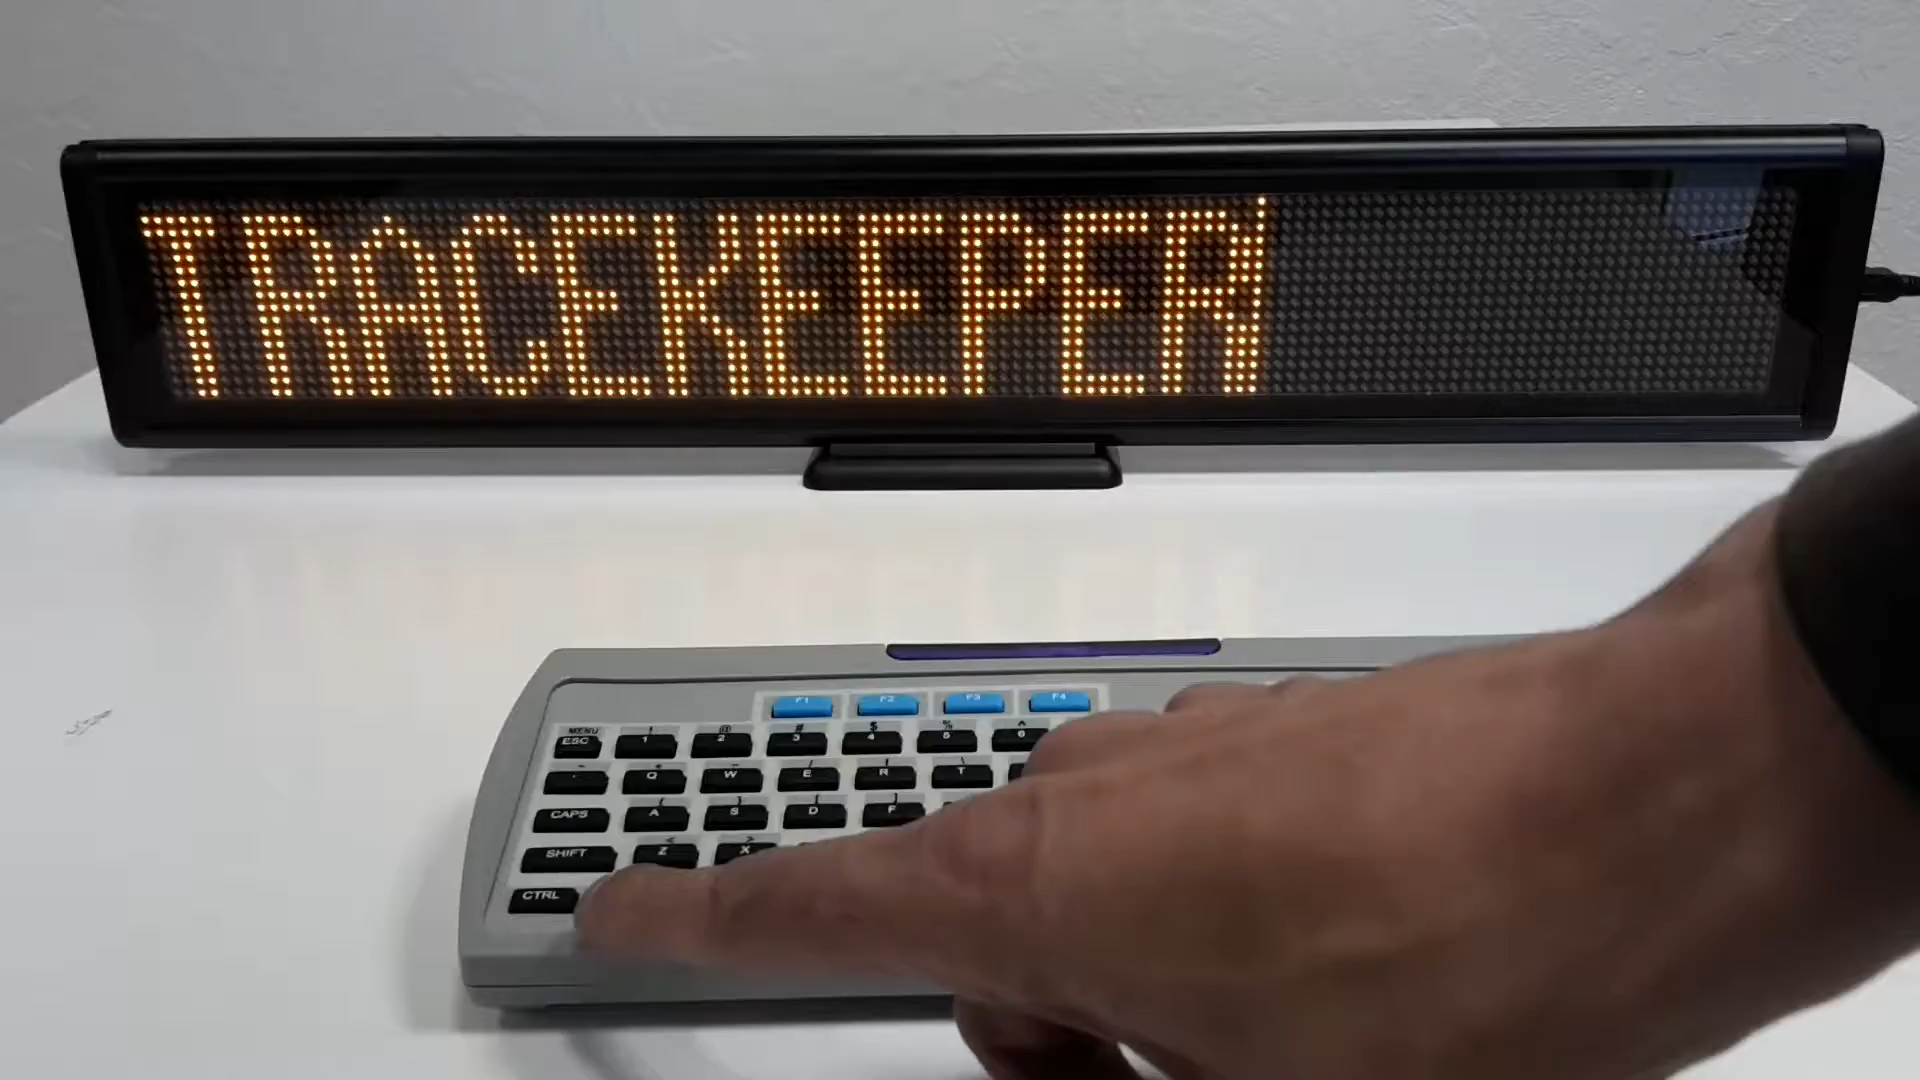 TRACEKEEPER
F1 F2 F3 F4
MENU
ESC ! 1 @ 2 # 3 $ 4 % 5 ^ 6
Q W E R T
CAPS A S D F
SHIFT Z X
CTRL